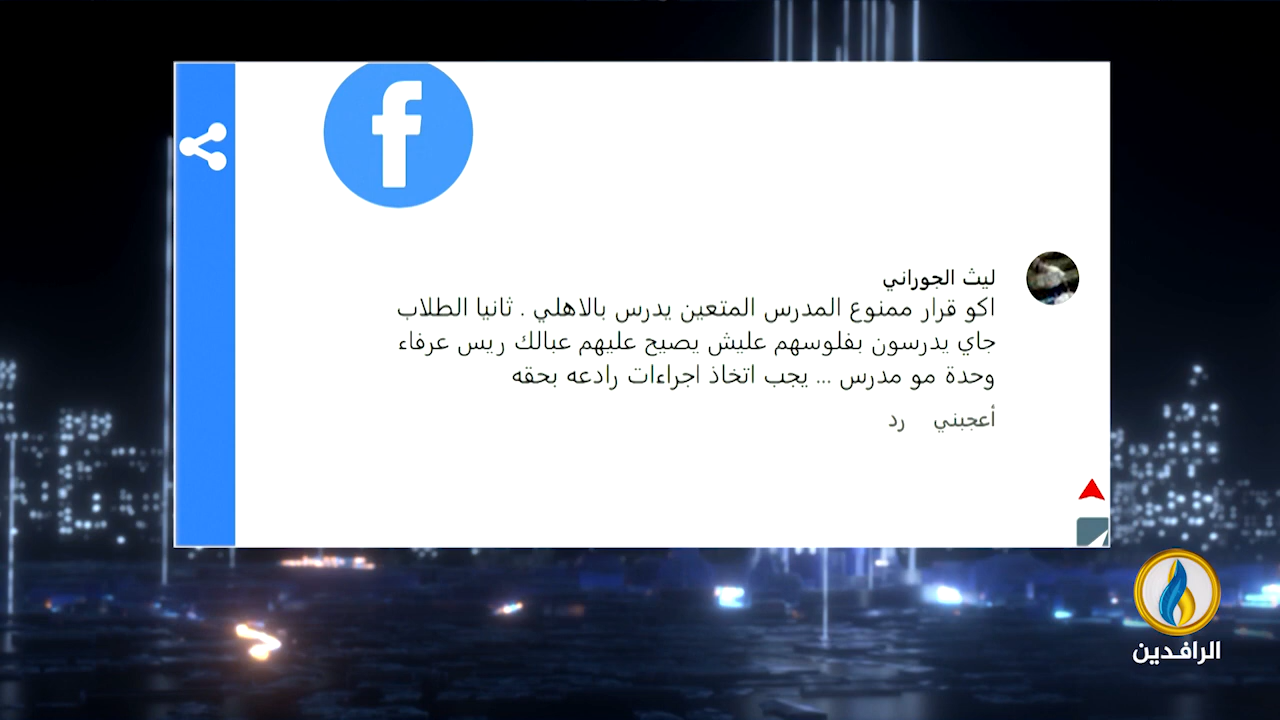 f
ليث الجوراني
اكو قرار ممنوع المدرس المتعين يدرس بالاهلي . ثانيا الطلاب
جاي يدرسون بفلوسهم عليش يصيح عليهم عبالك ريس عرفاء
وحدة مو مدرس ... يجب اتخاذ اجراءات رادعه بحقه
أعجبني رد
الرافدين